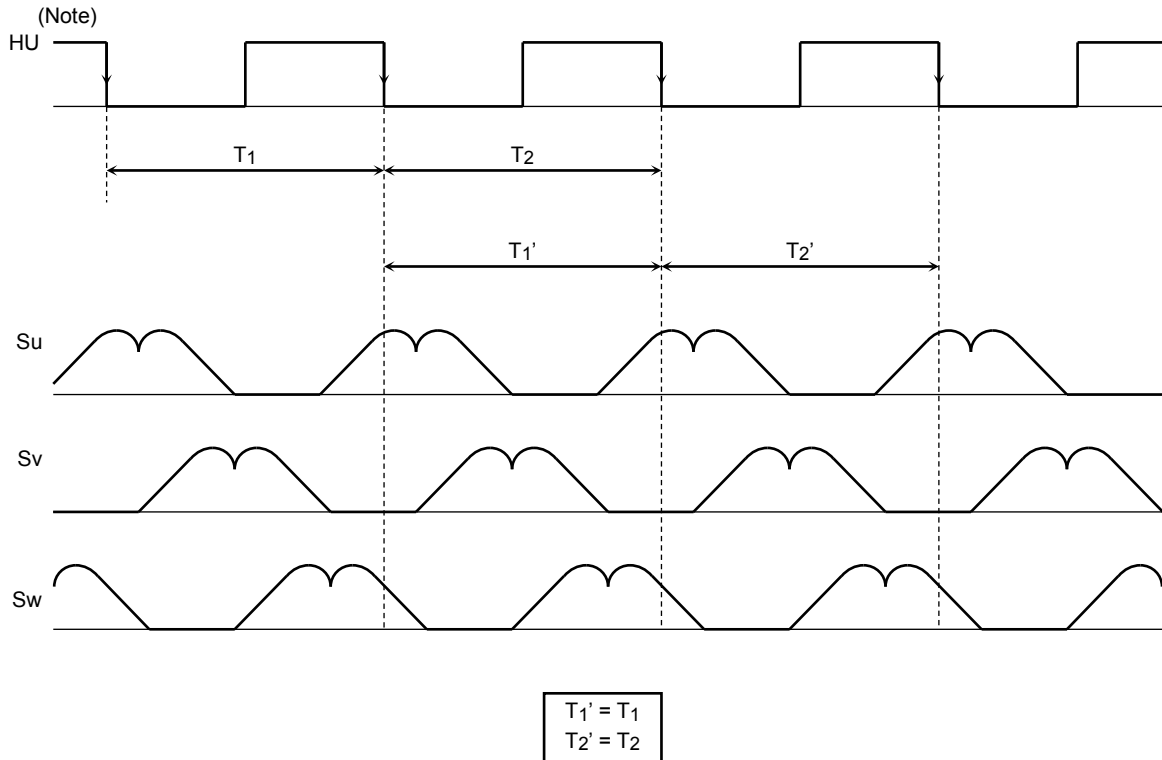 (Note)
HU
T1
T2
T1’
T2’
Su
Sv
Sw
T1’ = T1
T2’ = T2